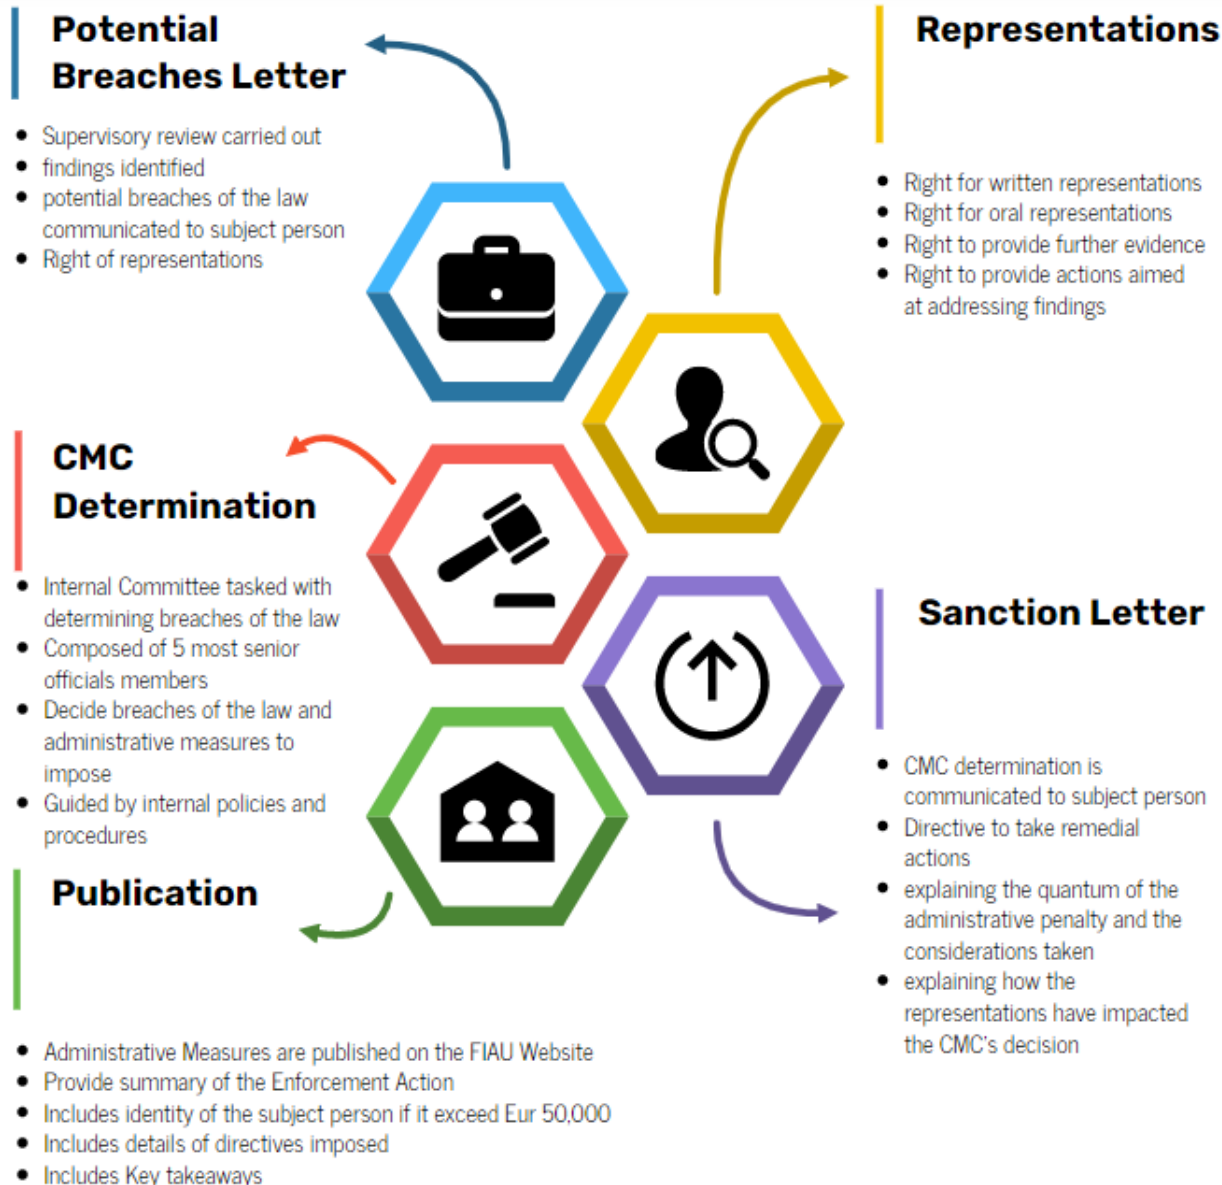 Potential
Breaches Letter
• Supervisory review carried out
• findings identified
• potential breaches of the law
communicated to subject person
• Right of representations
Representations
• Right for written representations
• Right for oral representations
• Right to provide further evidence
• Right to provide actions aimed
at addressing findings
CMC
Determination
• Internal Committee tasked with
determining breaches of the law
• Composed of 5 most senior
officials members
• Decide breaches of the law and
administrative measures to
impose
• Guided by internal policies and
procedures
Sanction Letter
• CMC determination is
communicated to subject person
• Directive to take remedial
actions
• explaining the quantum of the
administrative penalty and the
considerations taken
• explaining how the
representations have impacted
the CMC's decision
Publication
• Administrative Measures are published on the FIAU Website
• Provide summary of the Enforcement Action
• Includes identity of the subject person if it exceed Eur 50,000
• Includes details of directives imposed
• Includes Key takeaways